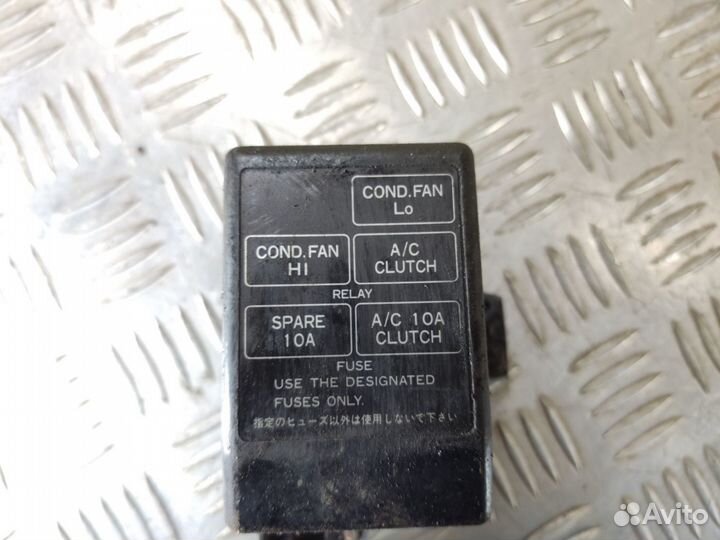 COND.FAN
Lo
COND.FAN
HI
A/C
CLUTCH
RELAY
SPARE
10A
A/C 10A
CLUTCH
FUSE
USE THE DESIGNATED
FUSES ONLY.
指定のヒューズ以外は使用しないで下さい
Avito